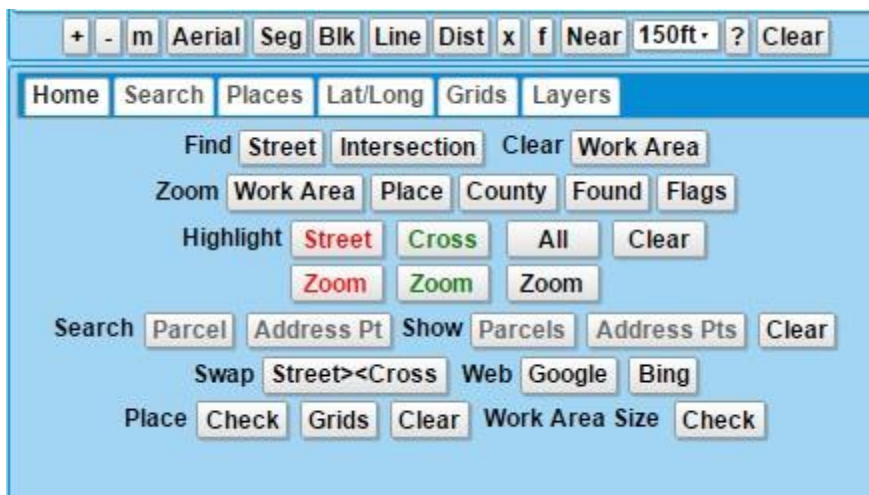 + - m Aerial Seg Blk Line Dist x f Near 150ft ? Clear
Home Search Places Lat/Long Grids Layers
Find Street Intersection Clear Work Area
Zoom Work Area Place County Found Flags
Highlight Street Cross All Clear
Zoom Zoom Zoom
Search Parcel Address Pt Show Parcels Address Pts Clear
Swap Street><Cross Web Google Bing
Place Check Grids Clear Work Area Size Check